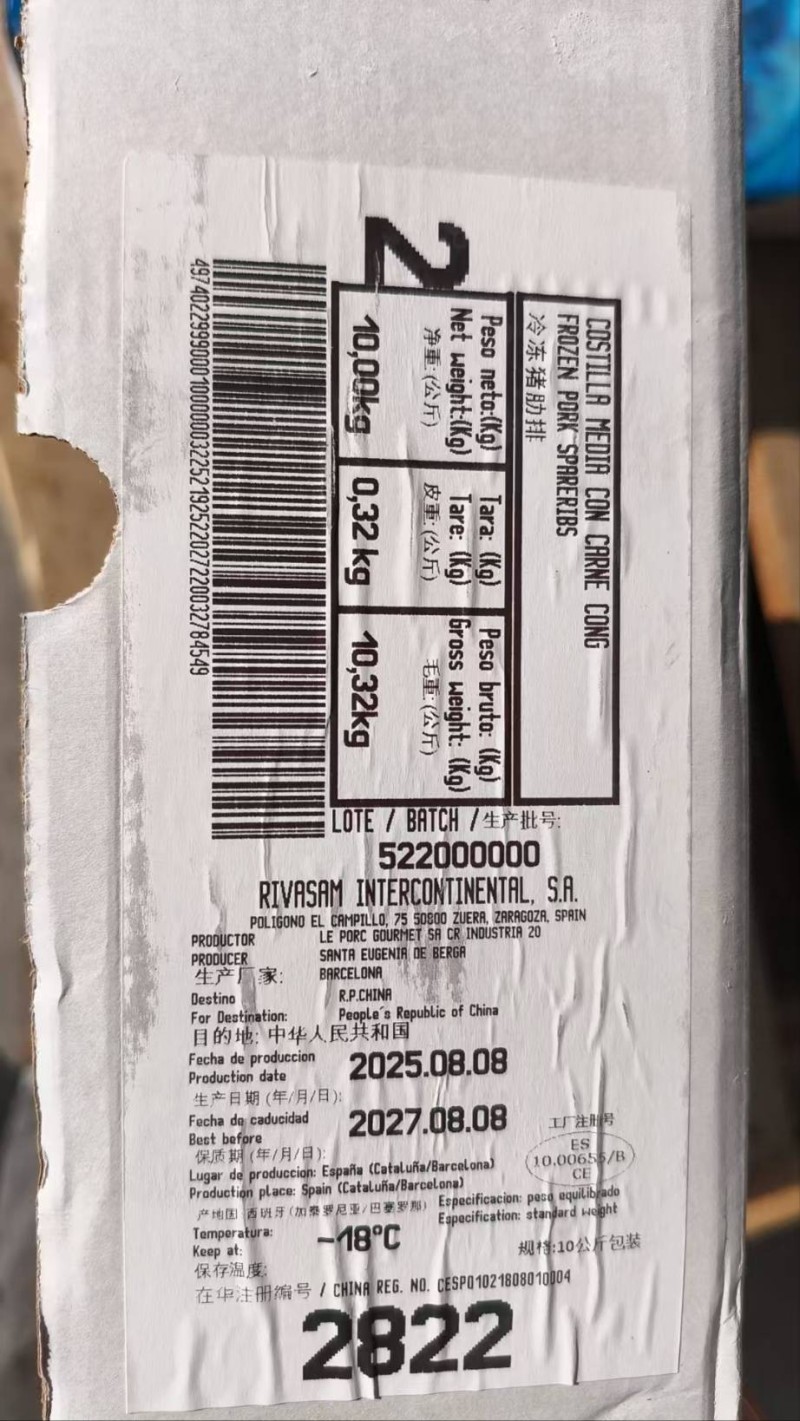 COSTILLA MEDIA CON CARNE CONG
FROZEN PORK SPARERIBS
冷冻猪肋排
2
Peso neto:(Kg)
Net weight:(Kg)
净重:(公斤)
10,00kg
Tara: (Kg)
Tare: (Kg)
皮重:(公斤)
0,32 kg
Peso bruto: (Kg)
Gross weight: (Kg)
毛重:(公斤)
10,32kg
LOTE / BATCH /生产批号:
522000000
RIVASAM INTERCONTINENTAL, S.A.
POLIGONO EL CAMPILLO, 75 50800 ZUERA, ZARAGOZA, SPAIN
PRODUCTOR LE PORC GOURMET SA CR INDUSTRIA 20
PRODUCER SANTA EUGENIA DE BERGA
生产厂家: BARCELONA
Destino R.P.CHINA
For Destination: People´s Republic of China
目的地: 中华人民共和国
Fecha de produccion
Production date 2025.08.08
生产日期 (年/月/日):
Fecha de caducidad
Best before 2027.08.08
保质期 (年/月/日):
工厂注册号
ES
10.00655/B
CE
Lugar de produccion: España (Cataluña/Barcelona)
Production place: Spain (Cataluña/Barcelona)
产地国 西班牙(加泰罗尼亚/巴塞罗那)
Especificacion: peso equilibrado
Especification: standard weight
规格:10公斤包装
Temperatura:
Keep at: -18ºC
保存温度:
在华注册编号 / CHINA REG. NO. CESP01021808010004
2822